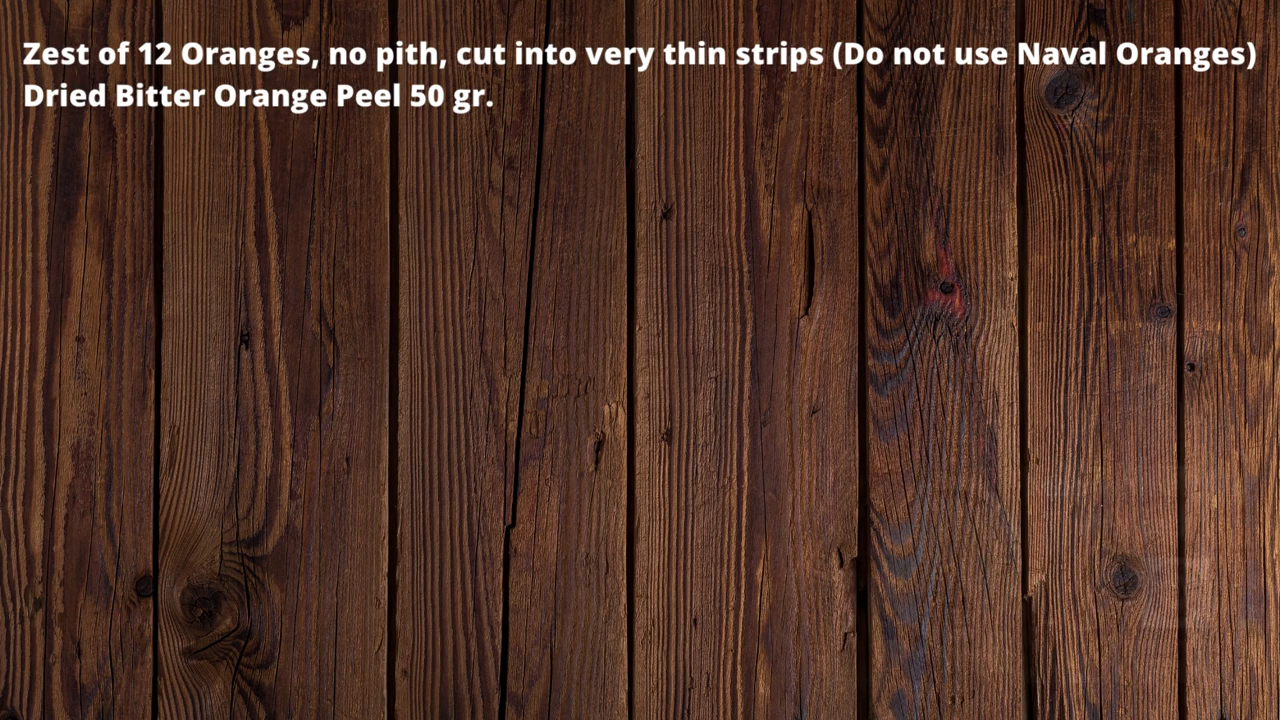 Zest of 12 Oranges, no pith, cut into very thin strips (Do not use Naval Oranges)
Dried Bitter Orange Peel 50 gr.